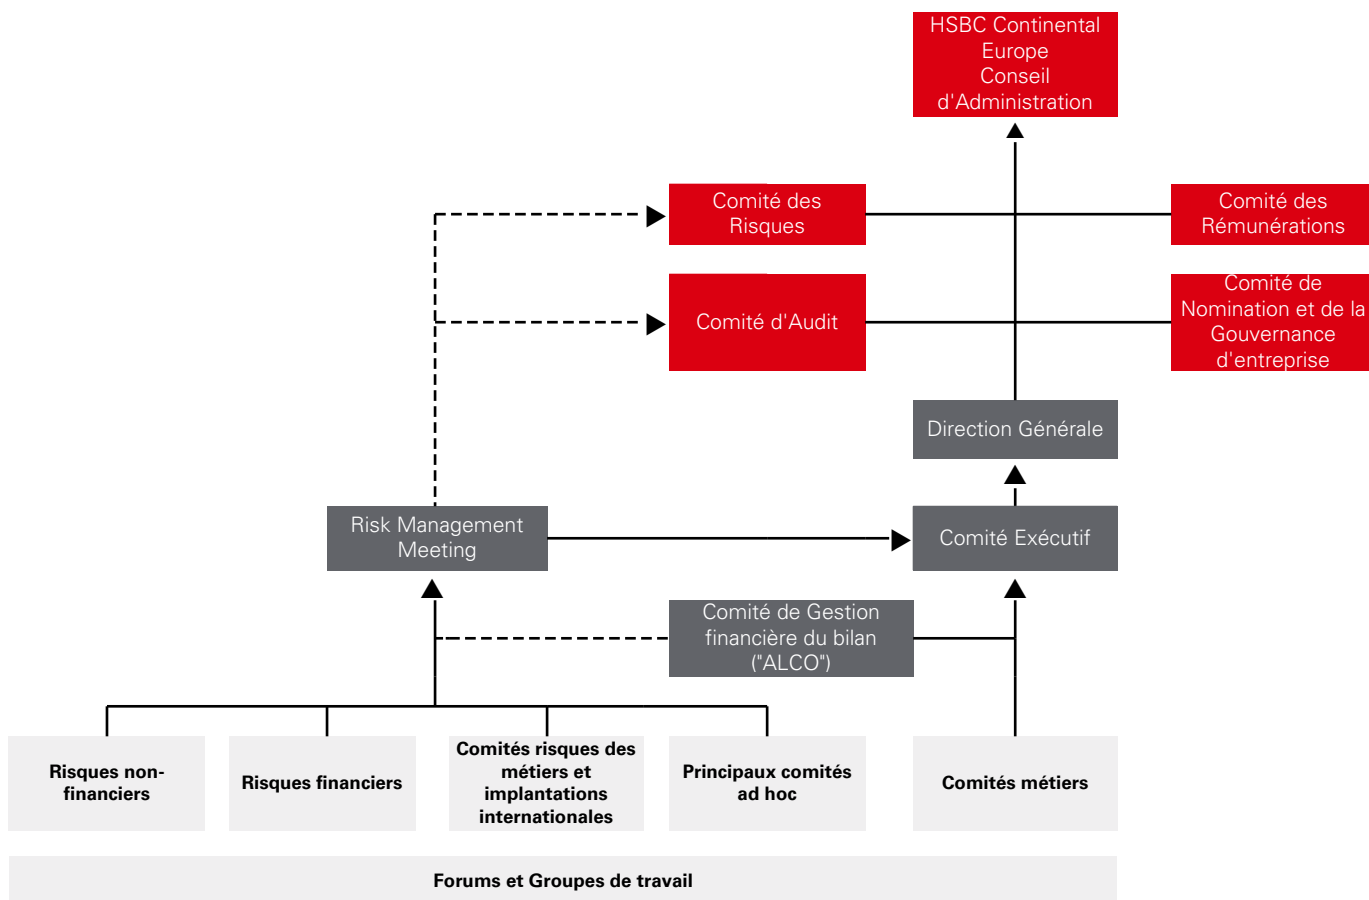 HSBC Continental
Europe
Conseil
d'Administration
Comité des
Risques
Comité des
Rémunérations
Comité d'Audit
Comité de
Nomination et de la
Gouvernance
d'entreprise
Direction Générale
Risk Management
Meeting
Comité Exécutif
Comité de Gestion
financière du bilan
("ALCO")
Risques non-
financiers
Risques financiers
Comités risques des
métiers et
implantations
internationales
Principaux comités
ad hoc
Comités métiers
Forums et Groupes de travail